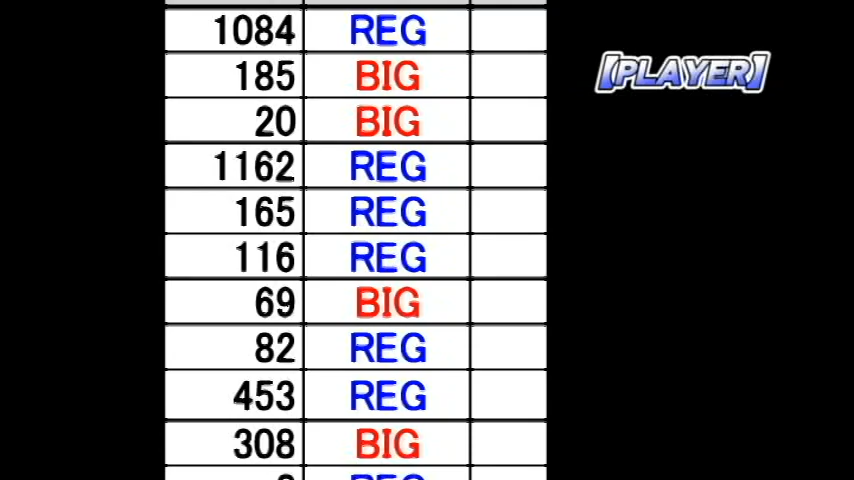 1084 REG
【PLAYER】
185 BIG
20 BIG
1162 REG
165 REG
116 REG
69 BIG
82 REG
453 REG
308 BIG
REG